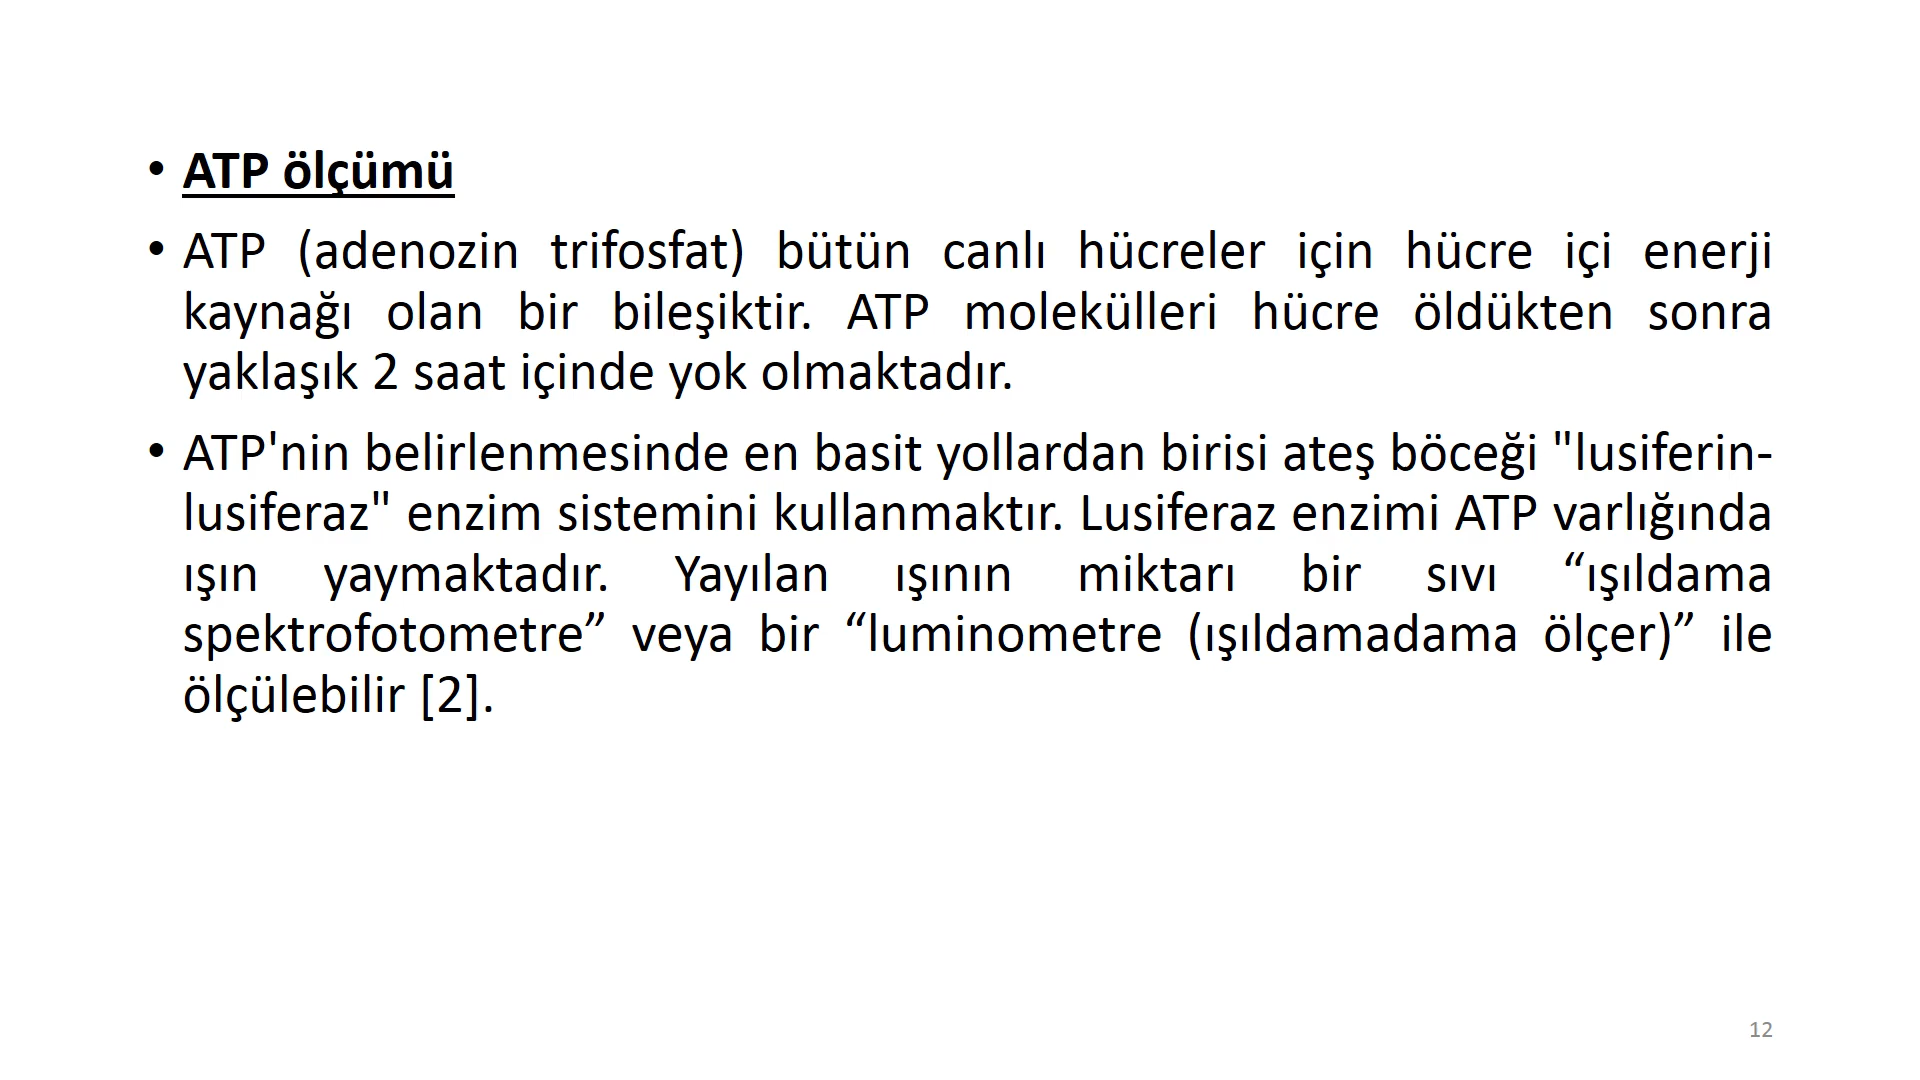 • ATP ölçümü
• ATP (adenozin trifosfat) bütün canlı hücreler için hücre içi enerji
kaynağı olan bir bileşiktir. ATP molekülleri hücre öldükten sonra
yaklaşık 2 saat içinde yok olmaktadır.
• ATP'nin belirlenmesinde en basit yollardan birisi ateş böceği "lusiferin-
lusiferaz" enzim sistemini kullanmaktır. Lusiferaz enzimi ATP varlığında
ışın yaymaktadır. Yayılan ışının miktarı bir sıvı “ışıldama
spektrofotometre” veya bir “luminometre (ışıldamadama ölçer)” ile
ölçülebilir [2].
12